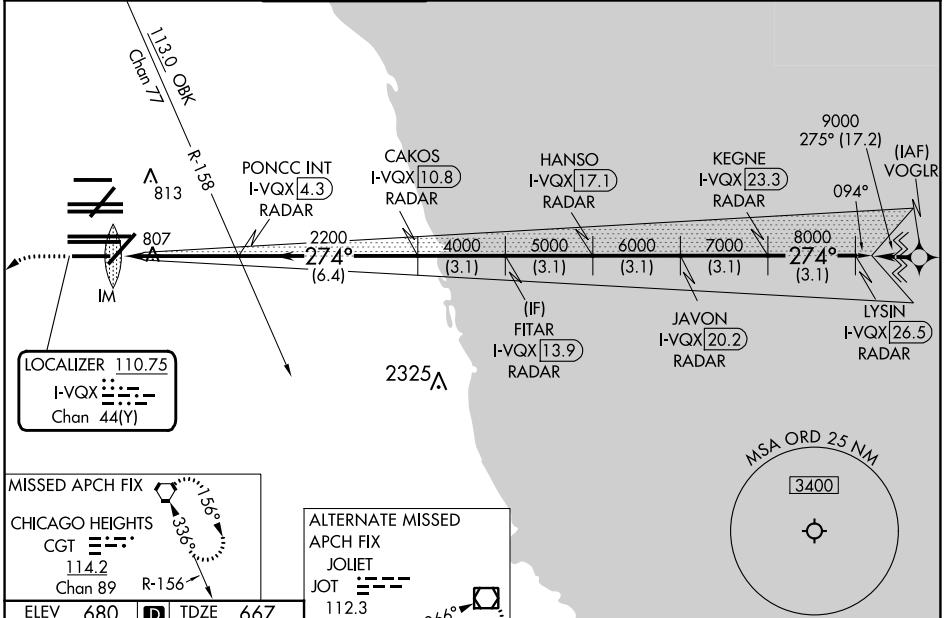 113.0 OBK
Chan 77
R-158
813
807
IM
PONCC INT
I-VQX 4.3
RADAR
CAKOS
I-VQX 10.8
RADAR
HANSO
I-VQX 17.1
RADAR
KEGNE
I-VQX 23.3
RADAR
9000
275° (17.2)
(IAF)
VOGLR
094°
2200
274°
(6.4)
4000
(3.1)
5000
(3.1)
6000
(3.1)
7000
(3.1)
8000
274°
(3.1)
(IF)
FITAR
I-VQX 13.9
RADAR
JAVON
I-VQX 20.2
RADAR
LYSIN
I-VQX 26.5
RADAR
LOCALIZER 110.75
I-VQX
Chan 44(Y)
2325
MSA ORD 25 NM
3400
MISSED APCH FIX
CHICAGO HEIGHTS
CGT
114.2
Chan 89
R-156
156°
336°
ALTERNATE MISSED
APCH FIX
JOLIET
JOT
112.3
ELEV 680 D TDZE 667